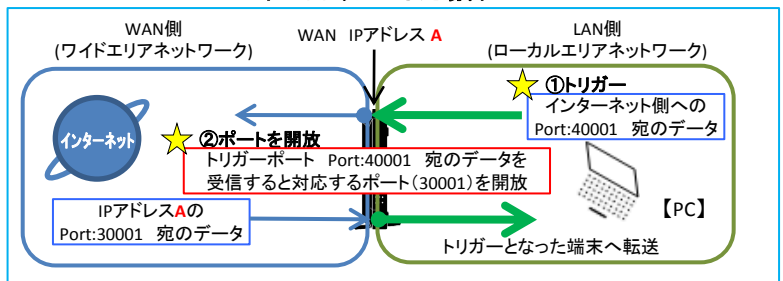 WAN側
(ワイドエリアネットワーク)
WAN IPアドレス A
LAN側
(ローカルエリアネットワーク)
①トリガー
インターネット側への
Port:40001 宛のデータ
インターネット
②ポートを開放
トリガーポート Port:40001 宛のデータを
受信すると対応するポート(30001)を開放
IPアドレスAの
Port:30001 宛のデータ
【PC】
トリガーとなった端末へ転送